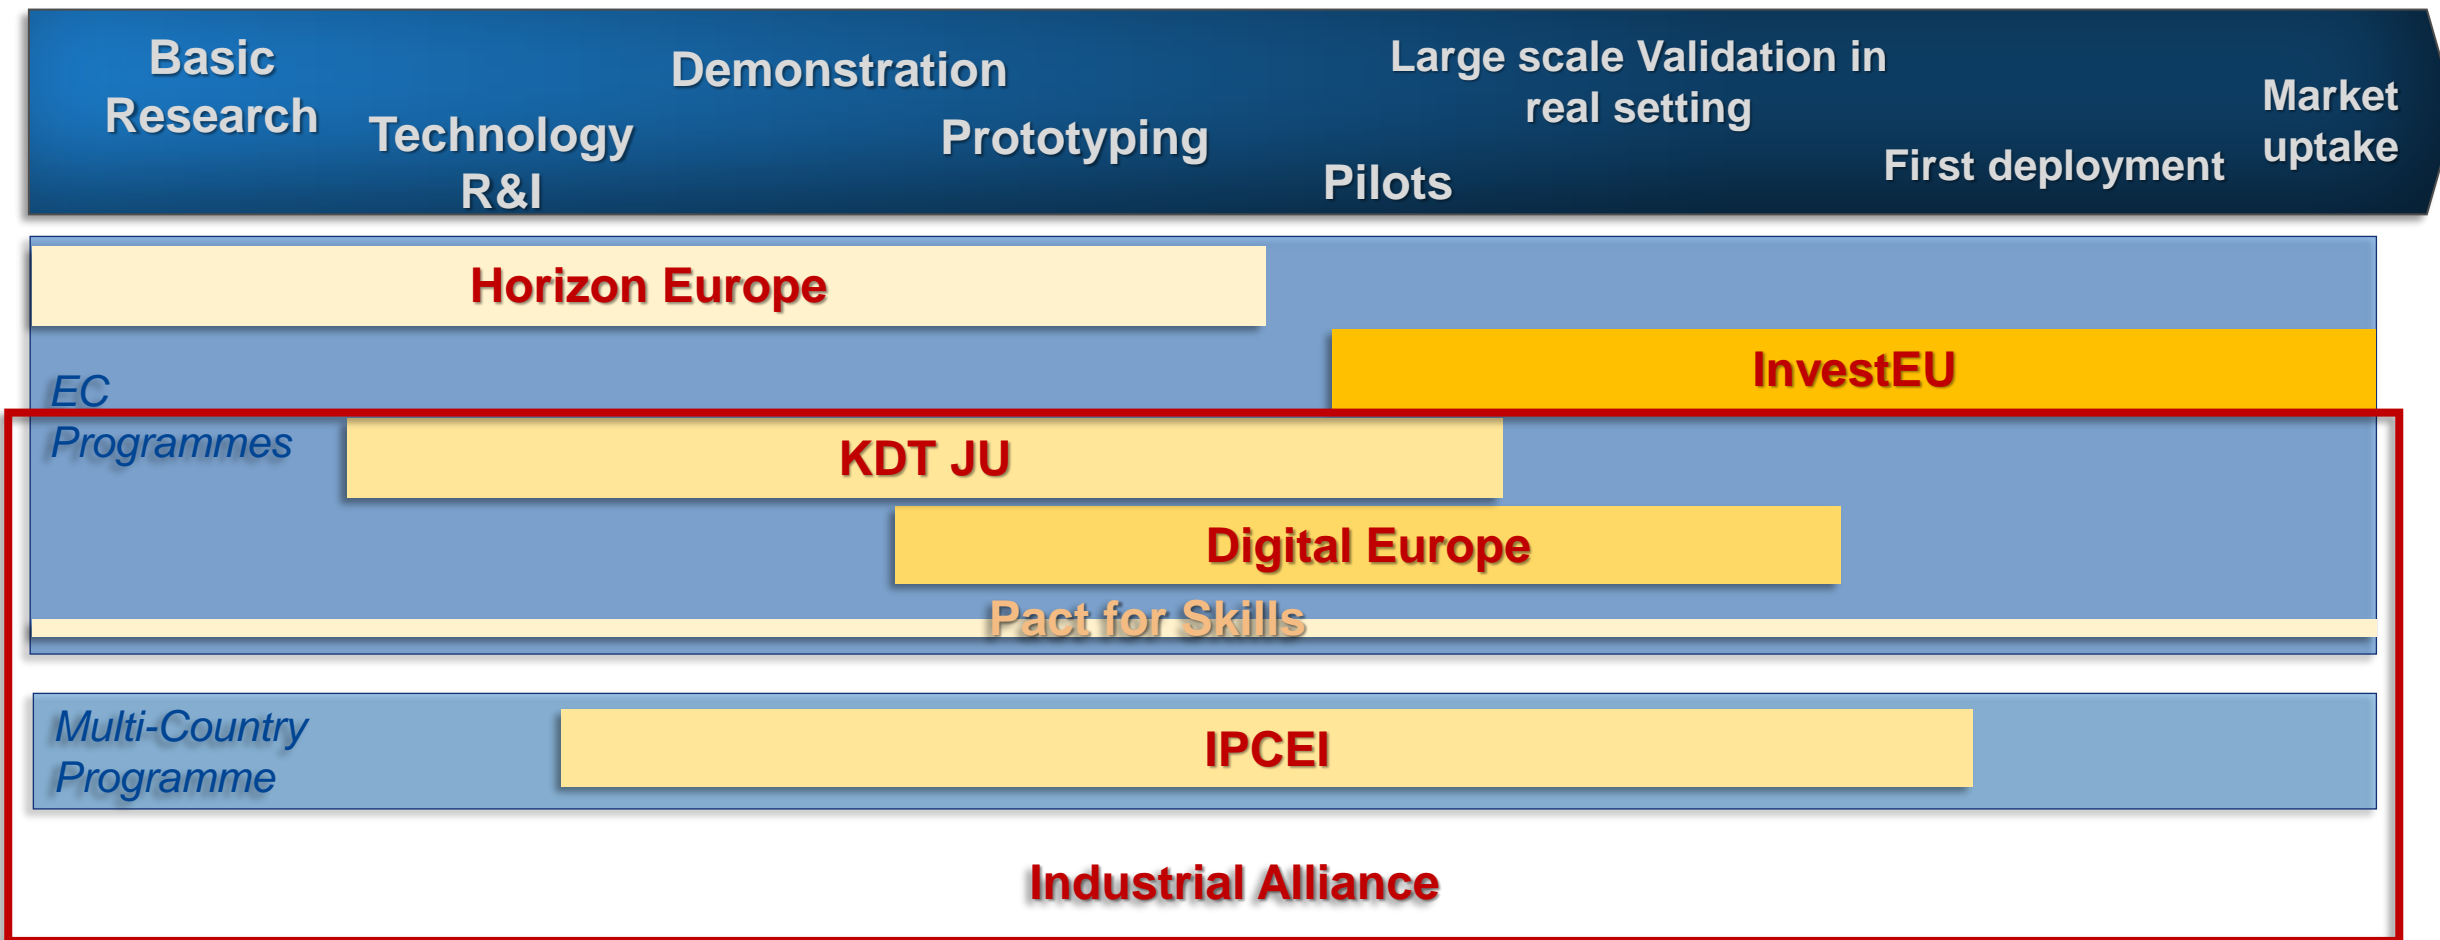 Basic
Research
Technology
R&I
Demonstration
Prototyping
Pilots
Large scale Validation in
real setting
First deployment
Market
uptake
Horizon Europe
InvestEU
EC
Programmes
KDT JU
Digital Europe
Pact for Skills
Multi-Country
Programme
IPCEI
Industrial Alliance